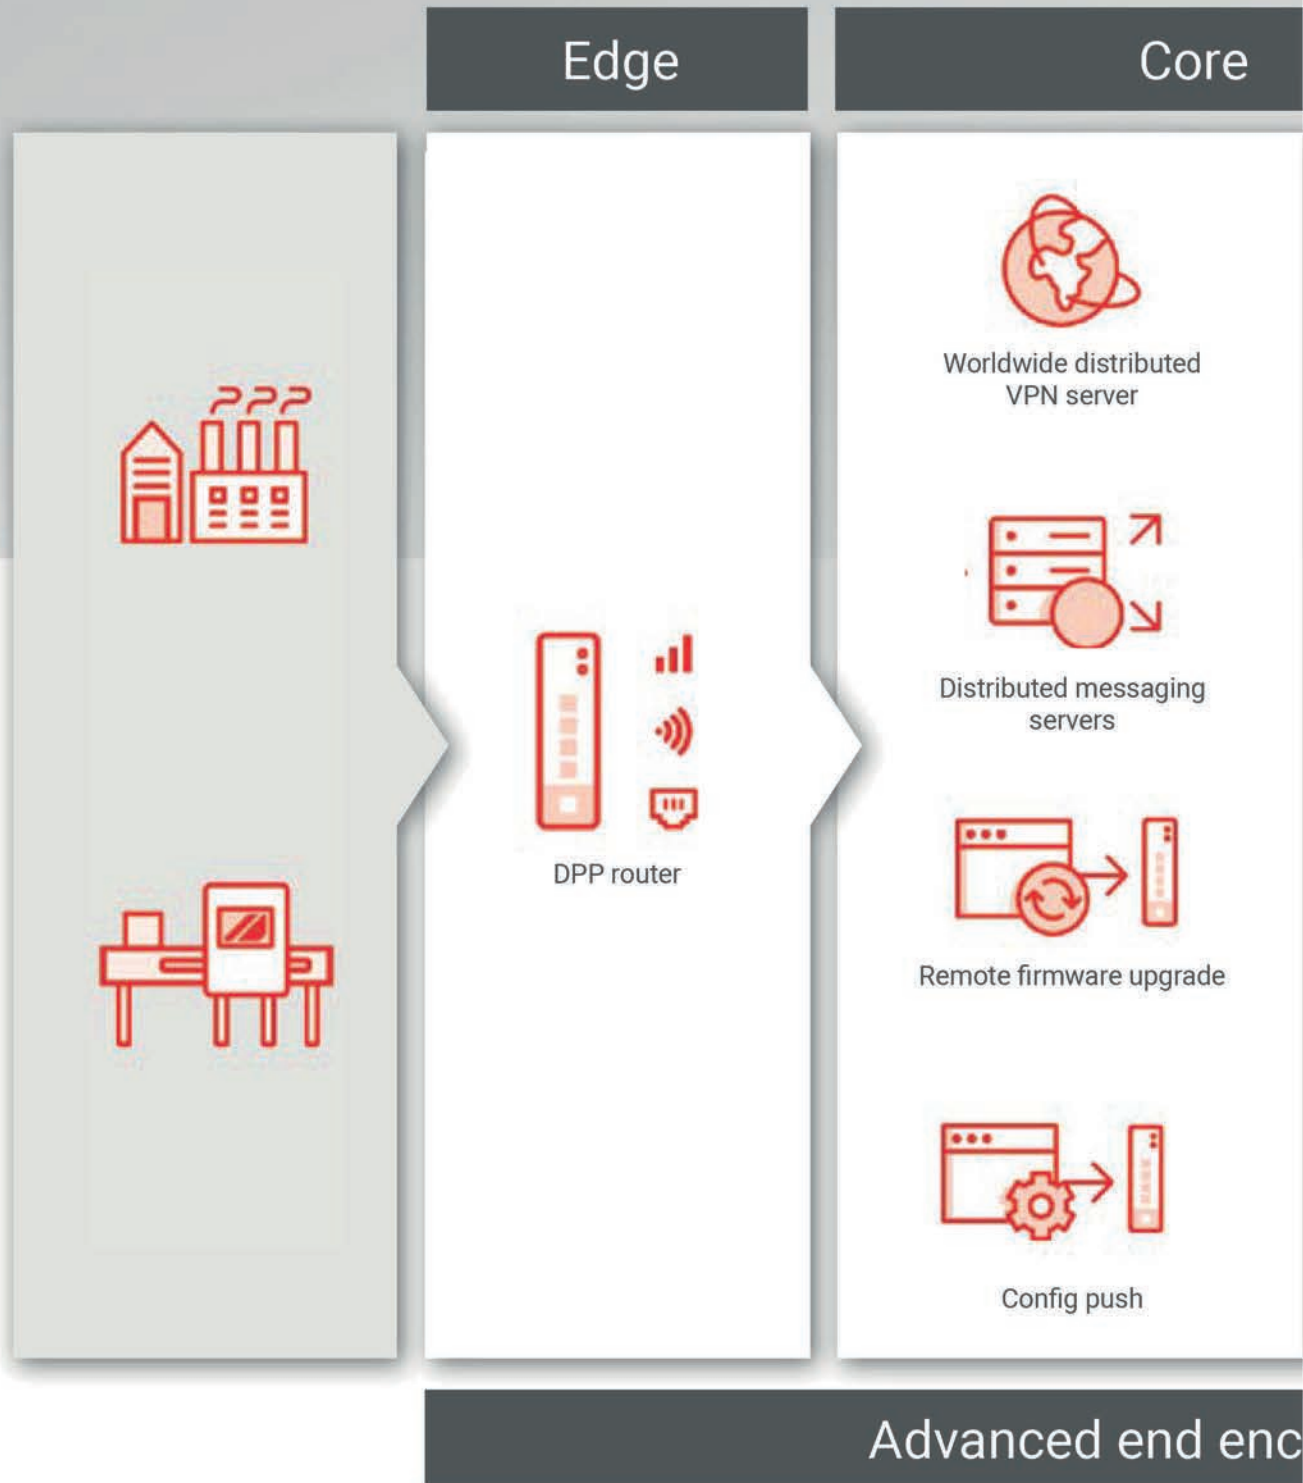 Edge
Core
Worldwide distributed
VPN server
Distributed messaging
servers
DPP router
Remote firmware upgrade
Config push
Advanced end enc